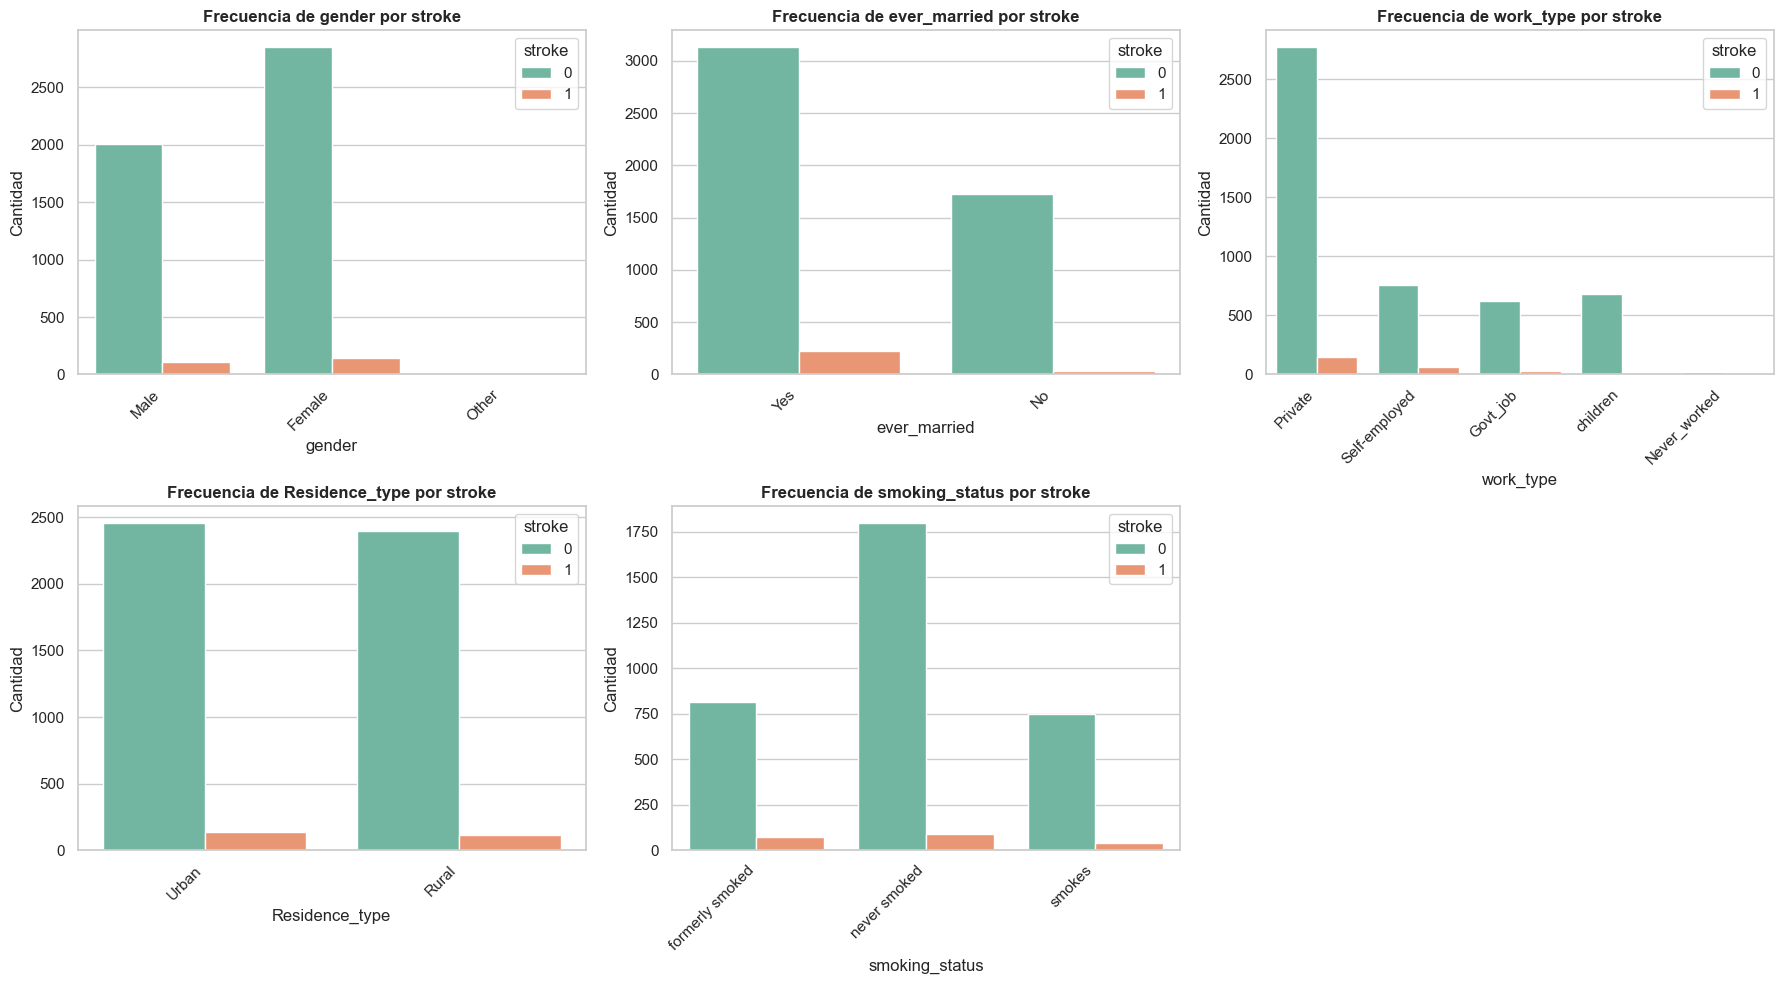 Frecuencia de gender por stroke
stroke
0
1
2500
2000
1500
1000
500
0
Cantidad
Male
Female
Other
gender
Frecuencia de ever_married por stroke
stroke
0
1
3000
2500
2000
1500
1000
500
0
Cantidad
Yes
No
ever_married
Frecuencia de work_type por stroke
stroke
0
1
2500
2000
1500
1000
500
0
Cantidad
Private
Self-employed
Govt_job
children
Never_worked
work_type
Frecuencia de Residence_type por stroke
stroke
0
1
2500
2000
1500
1000
500
0
Cantidad
Urban
Rural
Residence_type
Frecuencia de smoking_status por stroke
stroke
0
1
1750
1500
1250
1000
750
500
250
0
Cantidad
formerly smoked
never smoked
smokes
smoking_status